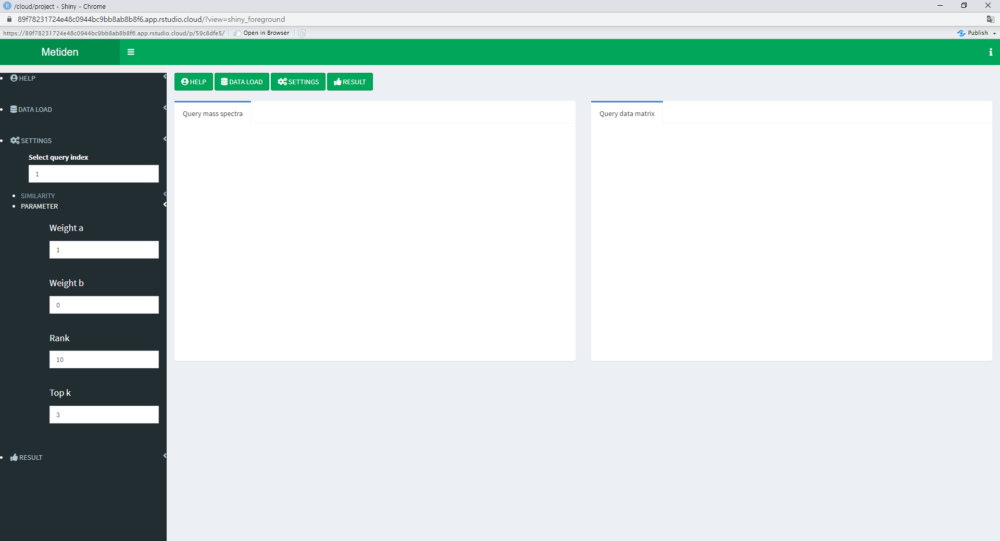 /cloud/project - Shiny - Chrome
89f78231724e48c0944bc9bb8ab8b8f6.app.rstudio.cloud/?view=shiny_foreground
https://89f78231724e48c0944bc9bb8ab8b8f6.app.rstudio.cloud/p/59c8dfe5/ Open in Browser Publish
Metiden
HELP
DATA LOAD
SETTINGS
Select query index
1
SIMILARITY
PARAMETER
Weight a
1
Weight b
0
Rank
10
Top k
3
RESULT
HELP DATA LOAD SETTINGS RESULT
Query mass spectra
Query data matrix